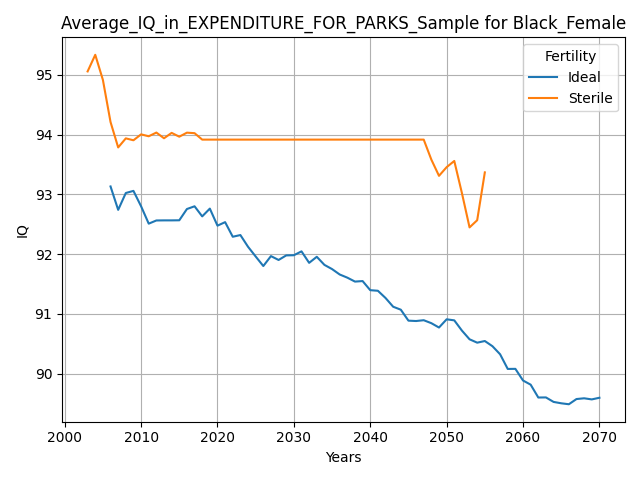 Average_IQ_in_EXPENDITURE_FOR_PARKS_Sample for Black_Female
Fertility
Ideal
Sterile
95
94
93
92
91
90
IQ
2000 2010 2020 2030 2040 2050 2060 2070
Years